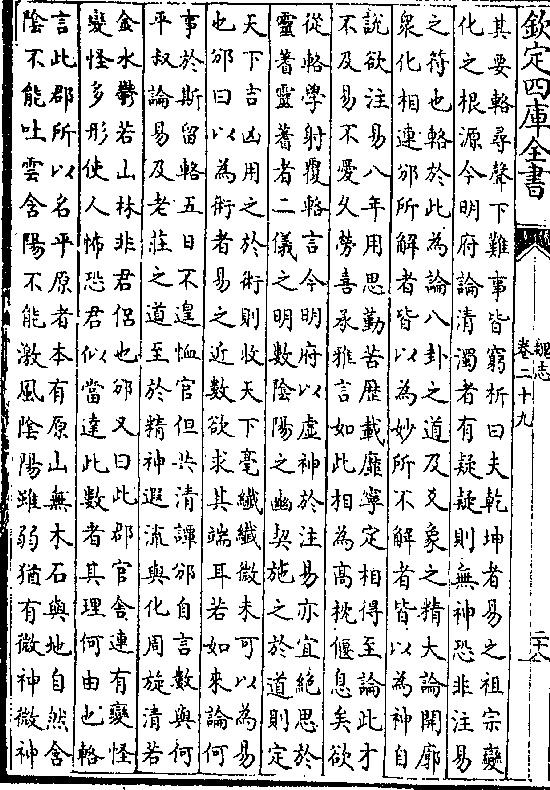 欽定四庫全書
魏志
卷二十九
其要輅尋聲下難事皆窮析曰夫乾坤者易之祖宗變
化之根源今明府論清濁者有疑疑則無神恐非注易
之符也輅於此為論八卦之道及爻象之精大論開廓
衆化相連邠所解者皆以為妙所不解者皆以為神自
說欲注易八年用思勤苦歷載靡寧定相得至論此才
不及易不愛久勞喜承雅言如此相為高枕偃息矣欲
從輅學射覆輅言今明府以虛神於注易亦宜絕思於
靈蓍靈蓍者二儀之明數陰陽之幽契施之於道則定
天下吉凶用之於術則收天下毫纖纖微未可以為易
也邠曰以為術者易之近數欲求其端耳若如來論何
事於斯留輅五日不遑恤官但共清譚邠自言數與何
平叔論易及老莊之道至於精神遐流與化周旋清若
金水鬱若山林非君侶也邠又曰此郡官舍連有變怪
變怪多形使人怖恐君似當達此數者其理何由也輅
言此郡所以名平原者本有原山無木石與地自然含
陰不能吐雲含陽不能激風陰陽雖弱猶有微神微神